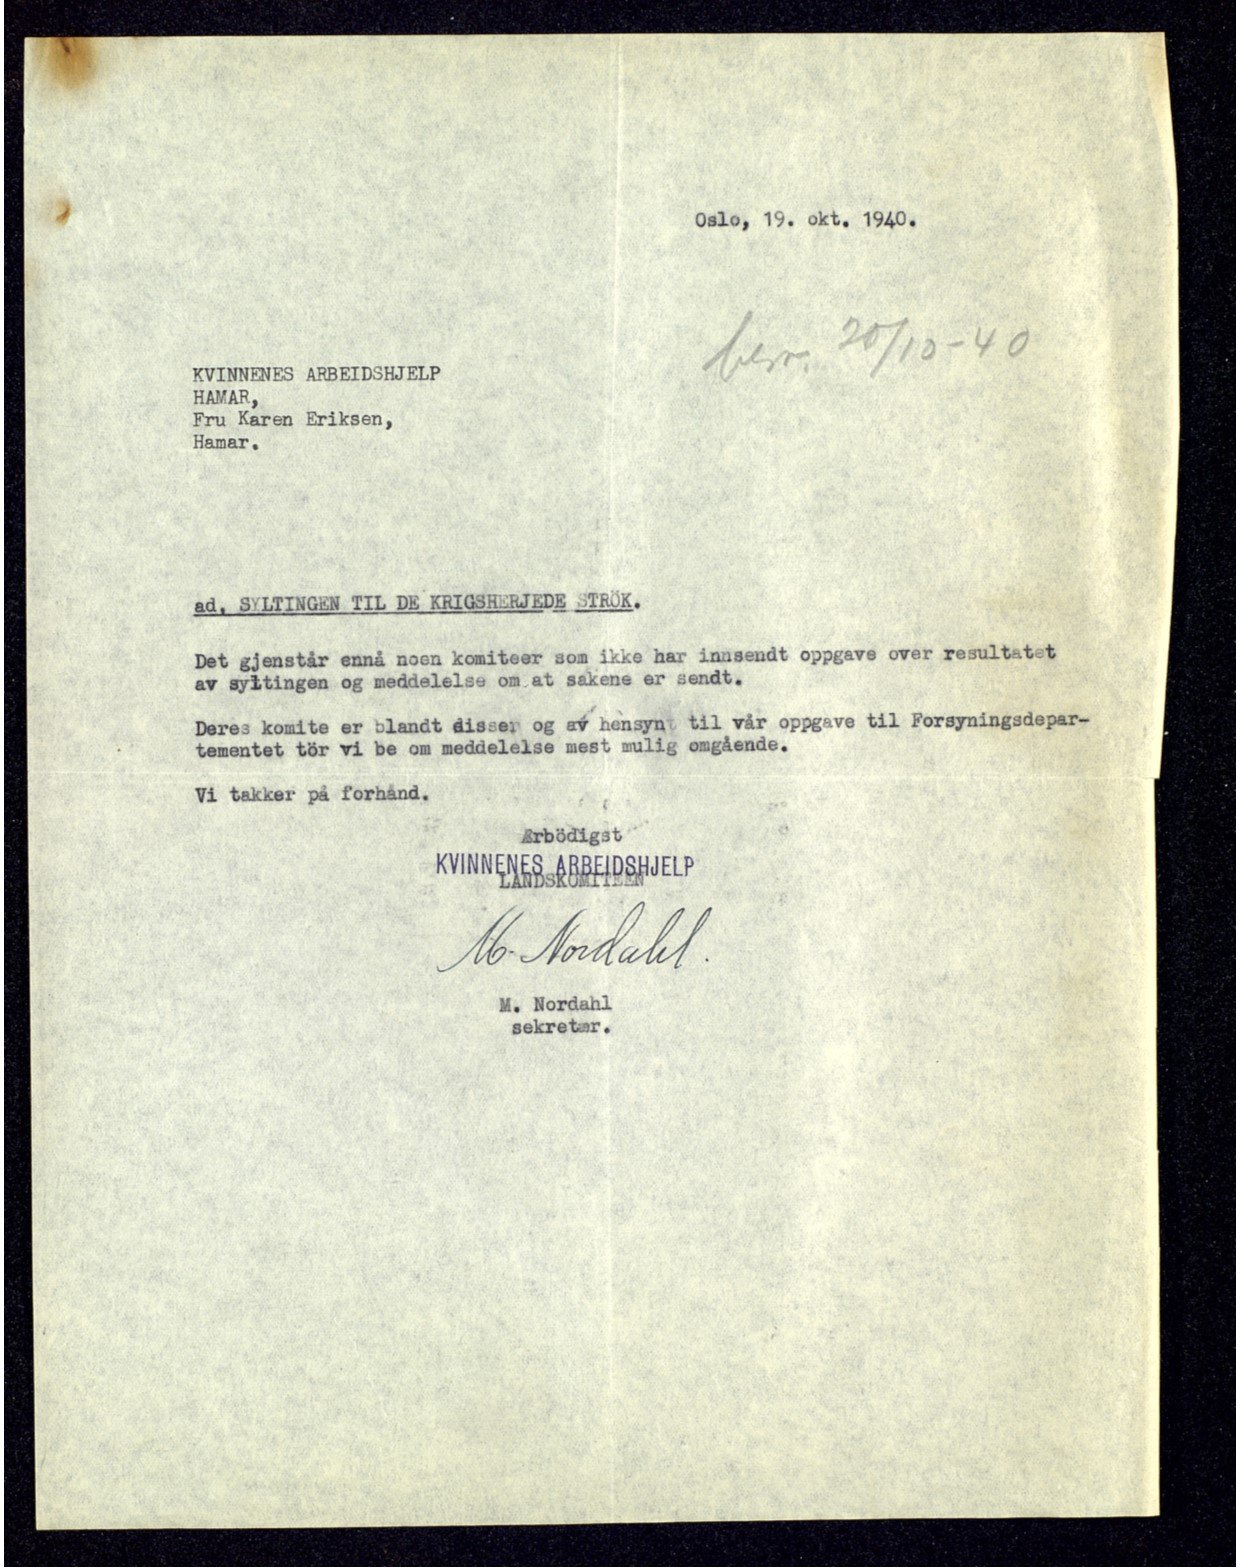 Oslo, 19. okt. 1940.
besv. 20/10-40
KVINNENES ARBEIDSHJELP
HAMAR,
Fru Karen Eriksen,
Hamar.
ad. SYLTINGEN TIL DE KRIGSHERJEDE STRÖK.
Det gjenstår ennå noen komiteer som ikke har innsendt oppgave over resultatet
av syltingen og meddelelse om at sakene er sendt.
Deres komite er blandt disser og av hensynt til vår oppgave til Forsyningsdepar-
tementet tör vi be om meddelelse mest mulig omgående.
Vi takker på forhånd.
Ærbödigst
KVINNENES ARBEIDSHJELP
LANDSKOMITEEN
M. Nordahl.
M. Nordahl
sekretær.